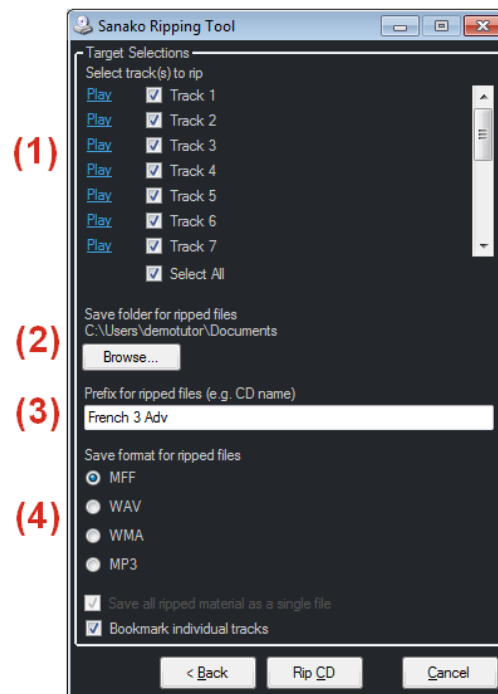 Sanako Ripping Tool
Target Selections
Select track(s) to rip
(1)
Play Track 1
Play Track 2
Play Track 3
Play Track 4
Play Track 5
Play Track 6
Play Track 7
Select All
Save folder for ripped files
C:\Users\demotutor\Documents
(2)
Browse...
Prefix for ripped files (e.g. CD name)
(3)
French 3 Adv
Save format for ripped files
MFF
WAV
(4)
WMA
MP3
Save all ripped material as a single file
Bookmark individual tracks
< Back Rip CD Cancel